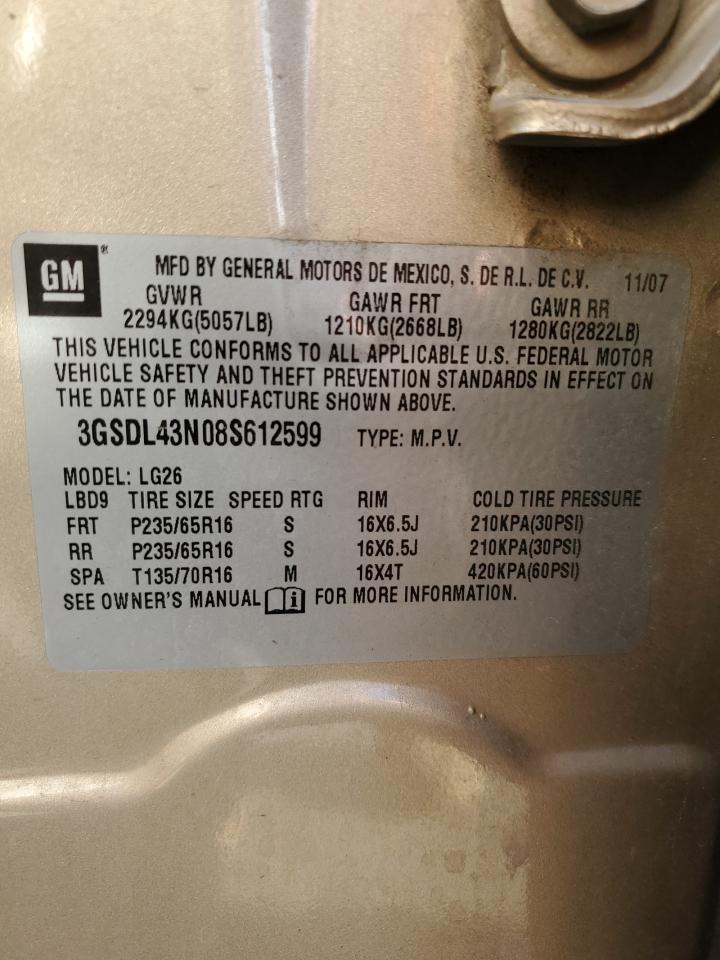 GM®
MFD BY GENERAL MOTORS DE MEXICO, S. DE R.L. DE C.V. 11/07
GVWR GAWR FRT GAWR RR
2294KG(5057LB) 1210KG(2668LB) 1280KG(2822LB)
THIS VEHICLE CONFORMS TO ALL APPLICABLE U.S. FEDERAL MOTOR
VEHICLE SAFETY AND THEFT PREVENTION STANDARDS IN EFFECT ON
THE DATE OF MANUFACTURE SHOWN ABOVE.
3GSDL43N08S612599 TYPE: M.P.V.
MODEL: LG26
LBD9 TIRE SIZE SPEED RTG RIM COLD TIRE PRESSURE
FRT P235/65R16 S 16X6.5J 210KPA(30PSI)
RR P235/65R16 S 16X6.5J 210KPA(30PSI)
SPA T135/70R16 M 16X4T 420KPA(60PSI)
SEE OWNER'S MANUAL i FOR MORE INFORMATION.